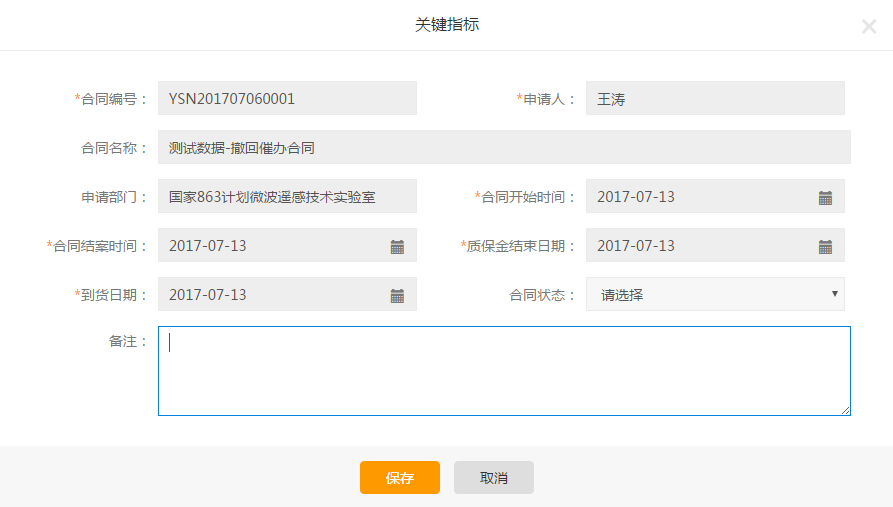 关键指标
*合同编号： YSN201707060001 *申请人： 王涛
合同名称： 测试数据-撤回催办合同
申请部门： 国家863计划微波遥感技术实验室 *合同开始时间： 2017-07-13
*合同结案时间： 2017-07-13 *质保金结束日期： 2017-07-13
*到货日期： 2017-07-13 合同状态： 请选择
备注：
保存 取消